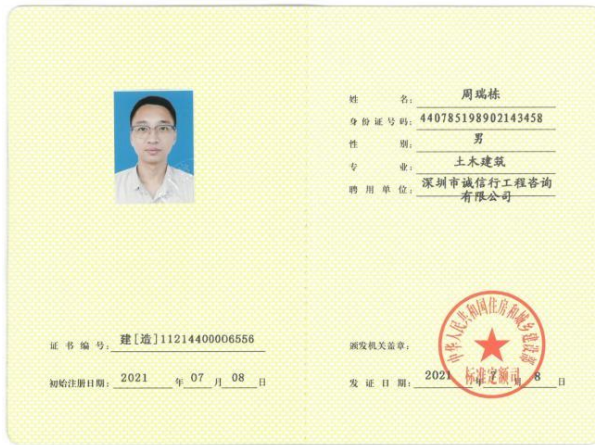 姓 名: 周瑞栋
身份证号码: 440785198902143458
性 别: 男
专 业: 土木建筑
聘用单位: 深圳市诚信行工程咨询
有限公司
证书编号: 建[造]11214400006556
初始注册日期: 2021 年 07 月 08 日
颁发机关盖章:
中华人民共和国住房和城乡建设部
标准定额司
发证日期: 2021 年 7 月 8 日